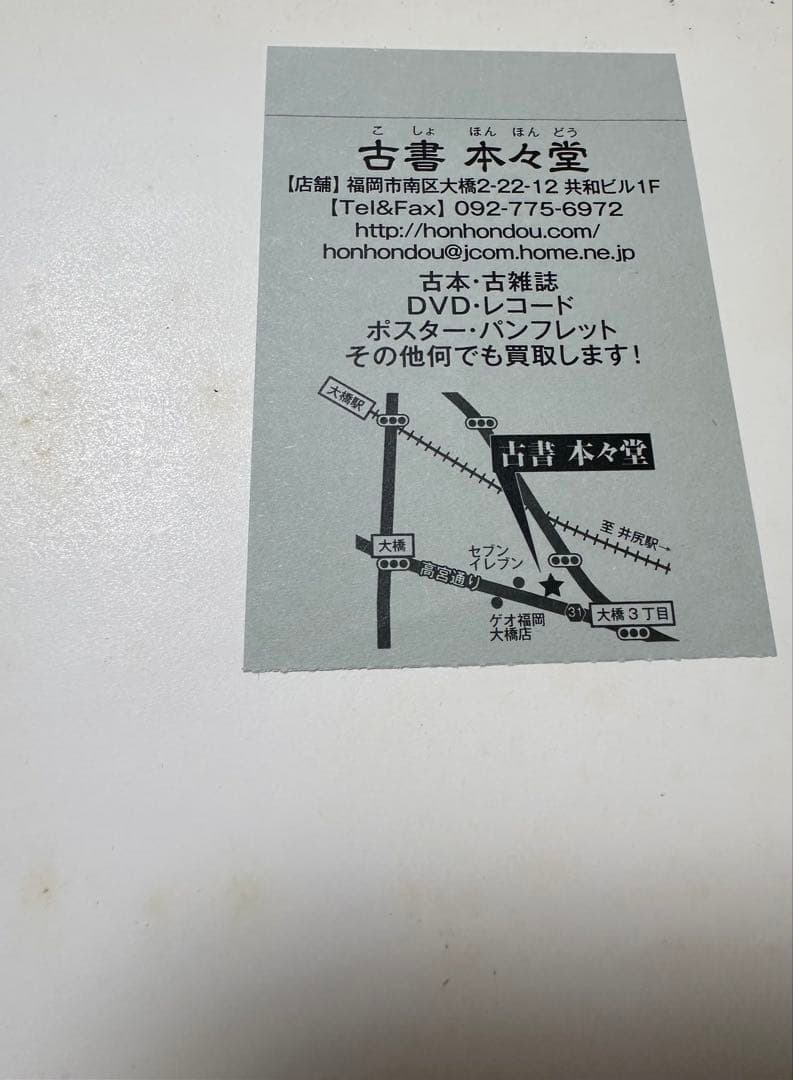 こ しょ ほん ほん どう
古書 本々堂
【店舗】福岡市南区大橋2-22-12 共和ビル1F
【Tel&Fax】092-775-6972
http://honhondou.com/
honhondou@jcom.home.ne.jp
古本・古雑誌
DVD・レコード
ポスター・パンフレット
その他何でも買取します!
大橋駅
古書 本々堂
至 井尻駅→
大橋
セブン
イレブン
高宮通り
ゲオ福岡
大橋店
31
大橋3丁目